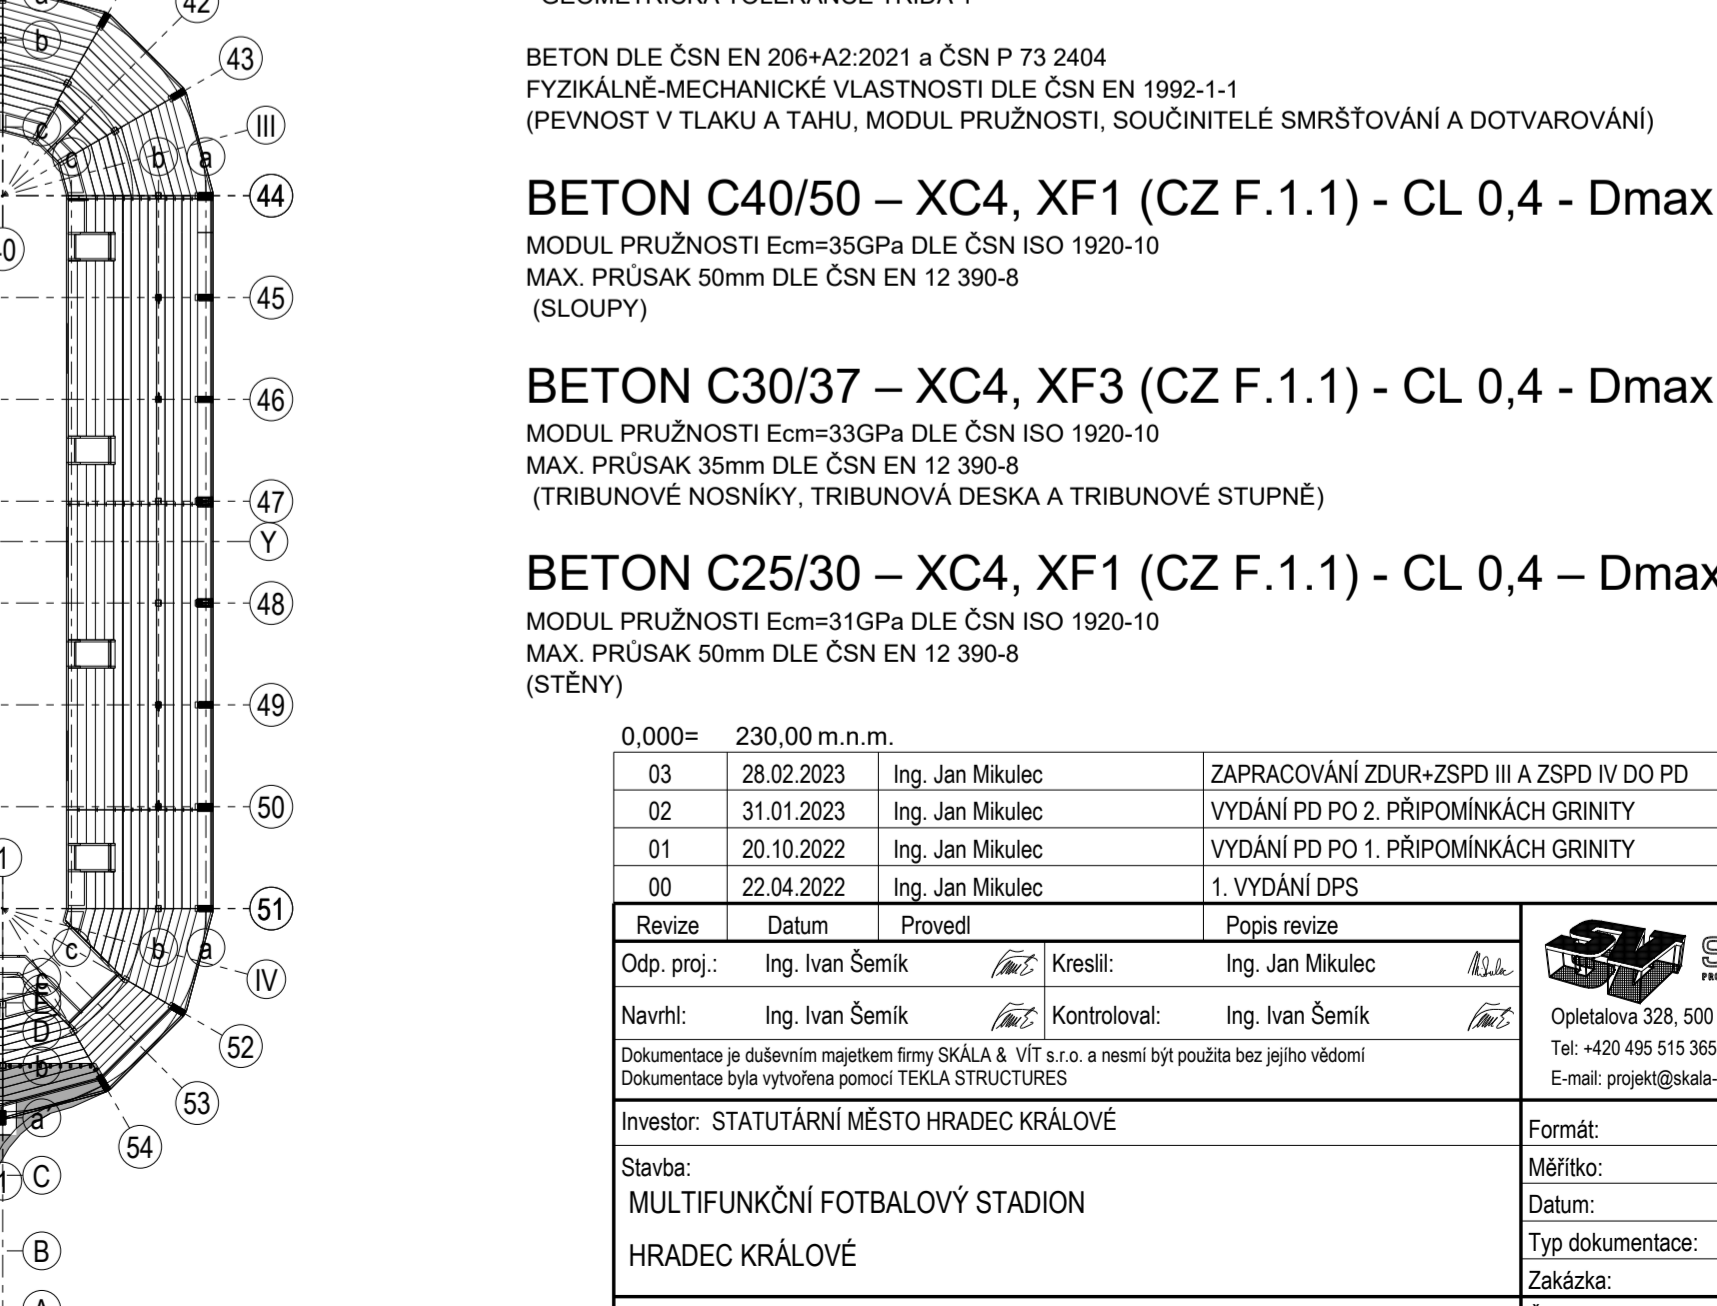 GEOMETRICKÁ TOLERANCE TŘÍDA 1
BETON DLE ČSN EN 206+A2:2021 a ČSN P 73 2404
FYZIKÁLNĚ-MECHANICKÉ VLASTNOSTI DLE ČSN EN 1992-1-1
(PEVNOST V TLAKU A TAHU, MODUL PRUŽNOSTI, SOUČINITELÉ SMRŠŤOVÁNÍ A DOTVAROVÁNÍ)
BETON C40/50 – XC4, XF1 (CZ F.1.1) - CL 0,4 - Dmax
MODUL PRUŽNOSTI Ecm=35GPa DLE ČSN ISO 1920-10
MAX. PRŮSAK 50mm DLE ČSN EN 12 390-8
(SLOUPY)
BETON C30/37 – XC4, XF3 (CZ F.1.1) - CL 0,4 - Dmax
MODUL PRUŽNOSTI Ecm=33GPa DLE ČSN ISO 1920-10
MAX. PRŮSAK 35mm DLE ČSN EN 12 390-8
(TRIBUNOVÉ NOSNÍKY, TRIBUNOVÁ DESKA A TRIBUNOVÉ STUPNĚ)
BETON C25/30 – XC4, XF1 (CZ F.1.1) - CL 0,4 – Dmax
MODUL PRUŽNOSTI Ecm=31GPa DLE ČSN ISO 1920-10
MAX. PRŮSAK 50mm DLE ČSN EN 12 390-8
(STĚNY)
0,000= 230,00 m.n.m.
03 28.02.2023 Ing. Jan Mikulec ZAPRACOVÁNÍ ZDUR+ZSPD III A ZSPD IV DO PD
02 31.01.2023 Ing. Jan Mikulec VYDÁNÍ PD PO 2. PŘIPOMÍNKÁCH GRINITY
01 20.10.2022 Ing. Jan Mikulec VYDÁNÍ PD PO 1. PŘIPOMÍNKÁCH GRINITY
00 22.04.2022 Ing. Jan Mikulec 1. VYDÁNÍ DPS
Revize Datum Provedl Popis revize
Odp. proj.: Ing. Ivan Šemík Kreslil: Ing. Jan Mikulec
Navrhl: Ing. Ivan Šemík Kontroloval: Ing. Ivan Šemík
Dokumentace je duševním majetkem firmy SKÁLA & VÍT s.r.o. a nesmí být použita bez jejího vědomí
Dokumentace byla vytvořena pomocí TEKLA STRUCTURES
Opletalova 328, 500
Tel: +420 495 515 365
E-mail: projekt@skala-
Investor: STATUTÁRNÍ MĚSTO HRADEC KRÁLOVÉ
Stavba:
MULTIFUNKČNÍ FOTBALOVÝ STADION
HRADEC KRÁLOVÉ
Formát:
Měřítko:
Datum:
Typ dokumentace:
Zakázka:
42
b
43
III
c
c b a
44
45
46
47
Y
48
49
50
51
c b a
IV
E
D
52
b
53
a´
54
C
B
A